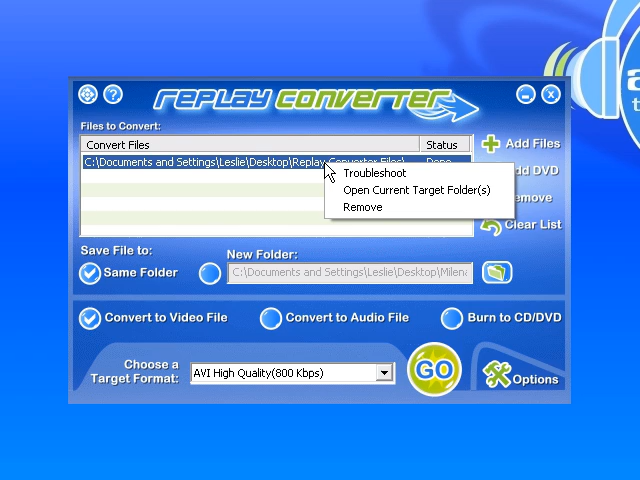 REPLAY CONVERTER
Files to Convert:
Convert Files Status
C:\Documents and Settings\Leslie\Desktop\Replay Converter Files\ Done
Add Files
Troubleshoot
DVD
Open Current Target Folder(s)
Remove
Clear List
Save File to:
New Folder:
Same Folder
C:\Documents and Settings\Leslie\Desktop\Milena
Convert to Video File
Convert to Audio File
Burn to CD/DVD
Choose a
Target Format:
AVI High Quality(800 Kbps)
GO
Options